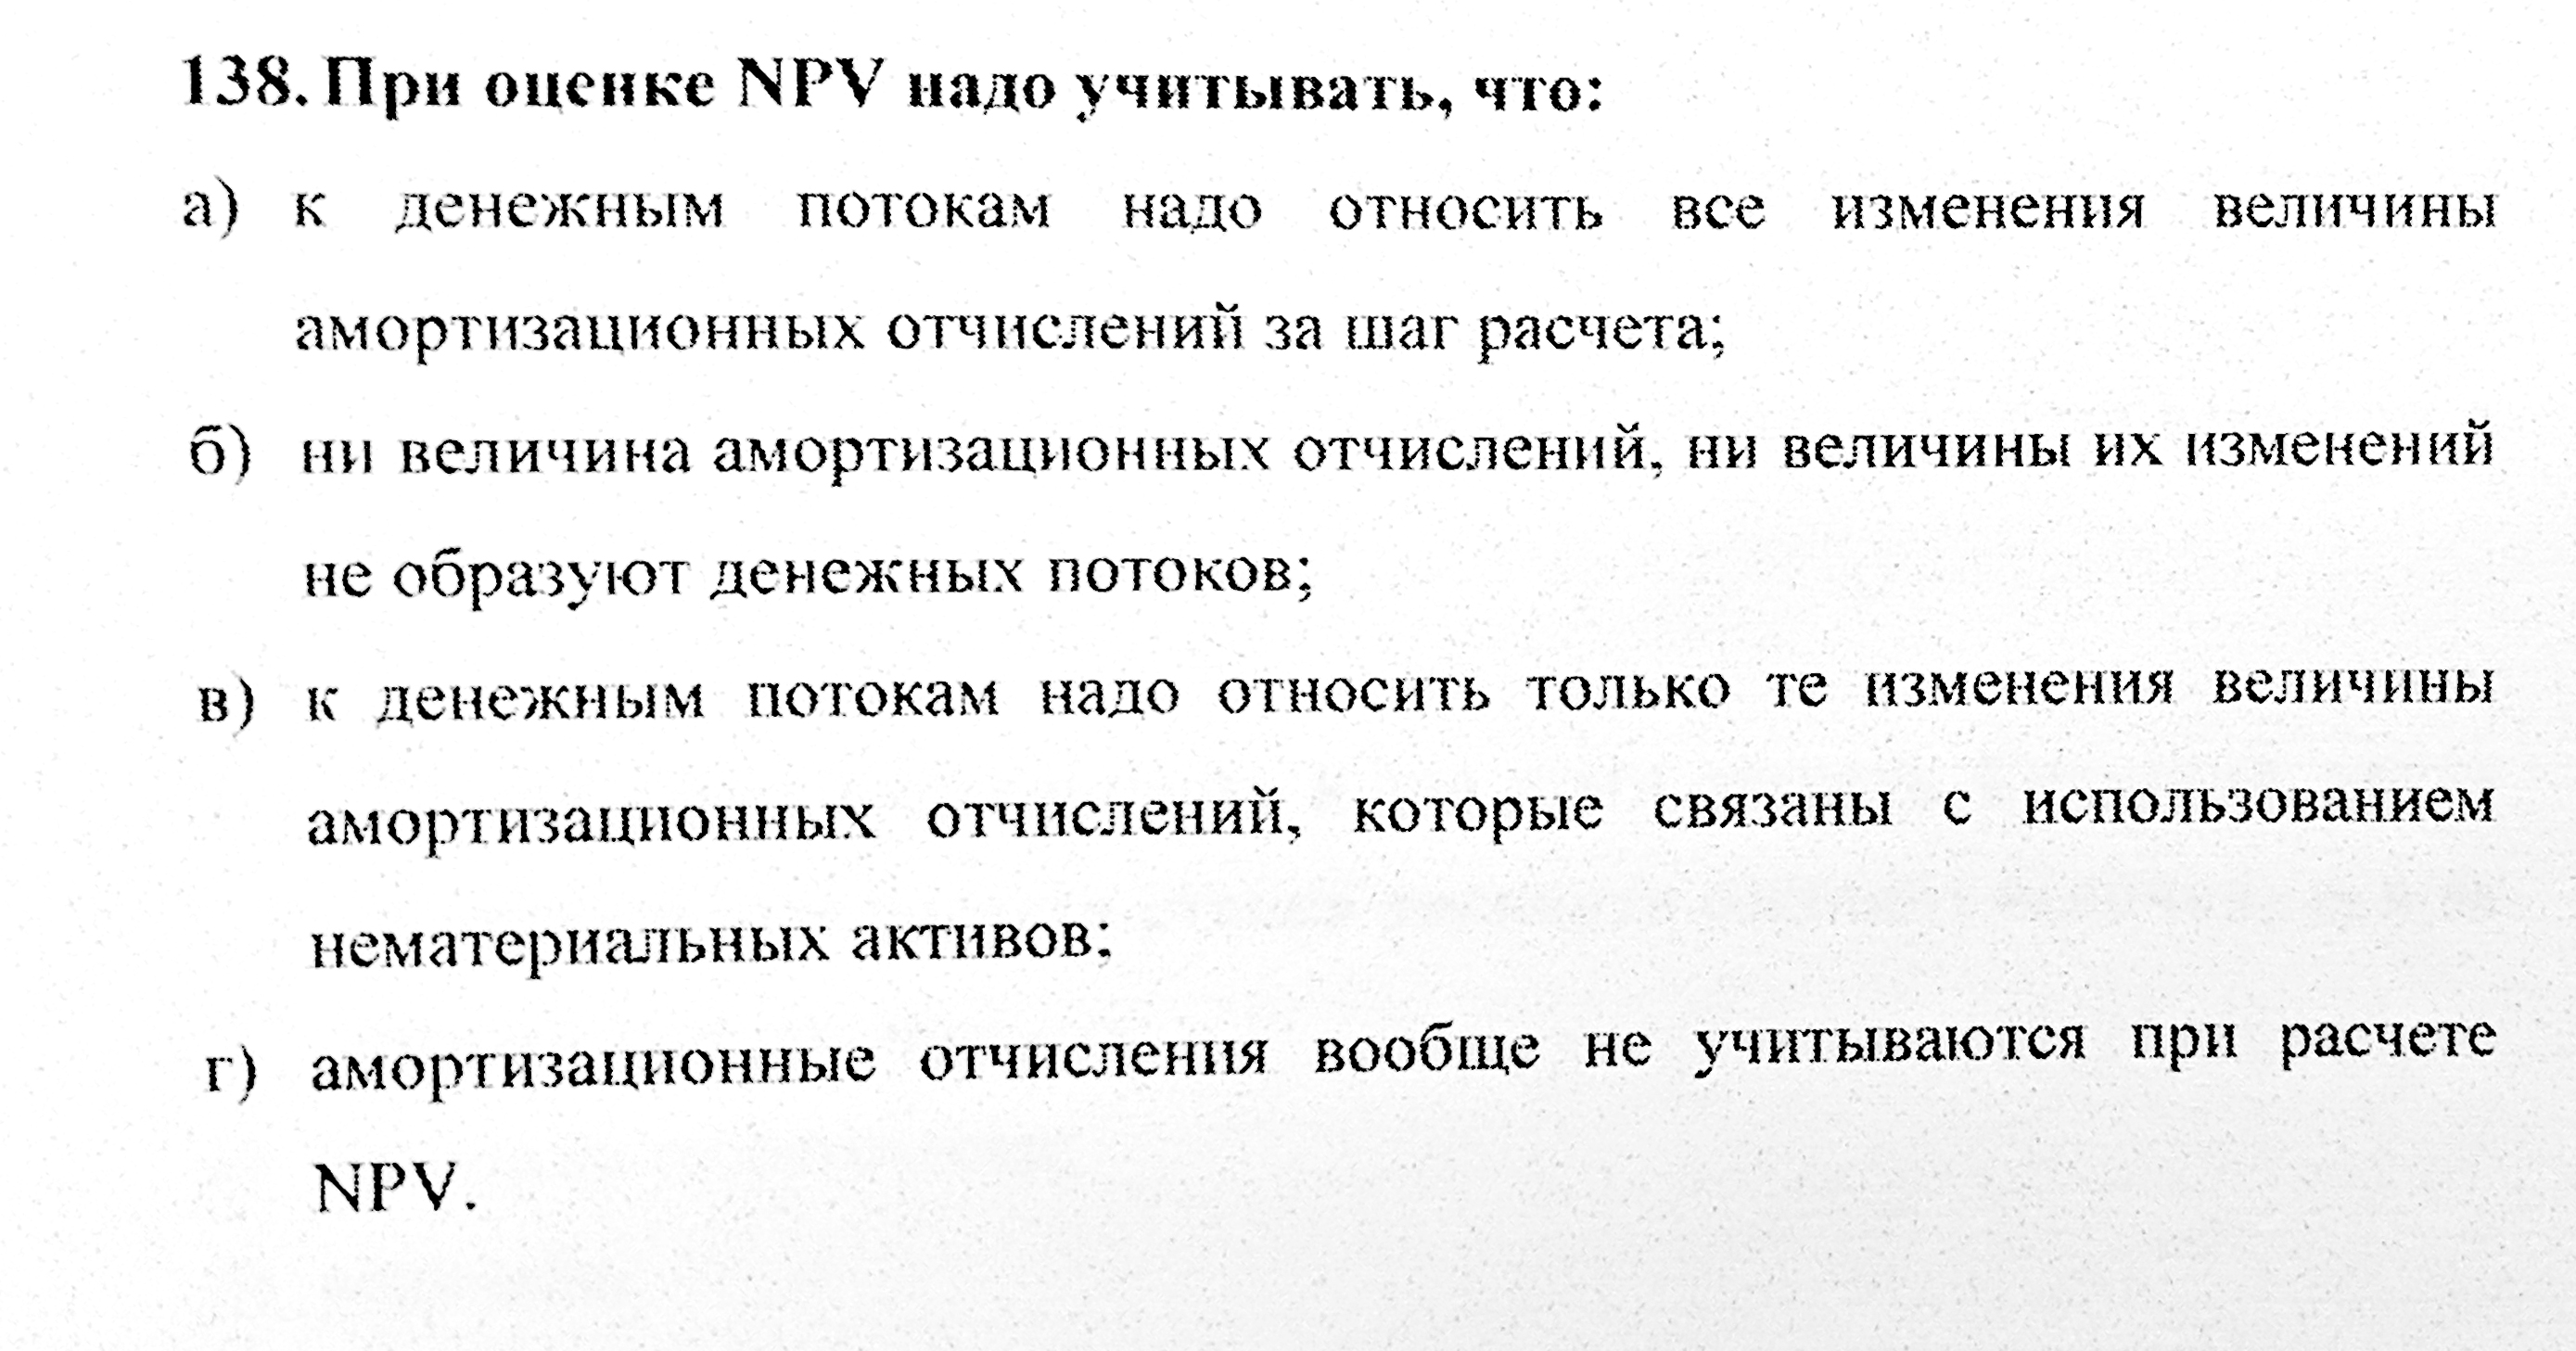 138. При оценке NPV надо учитывать, что:
а) к денежным потокам надо относить все изменения величины
амортизационных отчислений за шаг расчета;
б) ни величина амортизационных отчислений, ни величины их изменений
не образуют денежных потоков;
в) к денежным потокам надо относить только те изменения величины
амортизационных отчислений, которые связаны с использованием
нематериальных активов;
г) амортизационные отчисления вообще не учитываются при расчете
NPV.